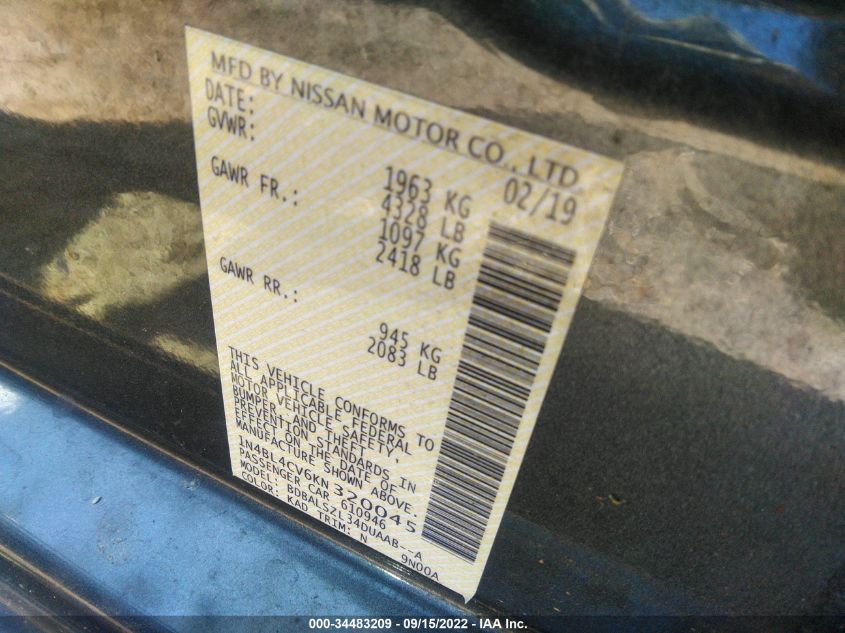 MFD BY NISSAN MOTOR CO., LTD.
DATE: 02/19
GVWR: 1963 KG
4328 LB
GAWR FR.: 1097 KG
2418 LB
GAWR RR.: 945 KG
2083 LB
THIS VEHICLE CONFORMS TO
ALL APPLICABLE FEDERAL
MOTOR VEHICLE SAFETY,
BUMPER, AND THEFT
PREVENTION STANDARDS IN
EFFECT ON THE DATE OF
MANUFACTURE SHOWN ABOVE.
1N4BL4CV6KN320045
PASSENGER CAR 610946
MODEL: BDBALSZL34DUAAB--A
COLOR: KAD TRIM: N 9N00A
000-34483209 - 09/15/2022 - IAA Inc.